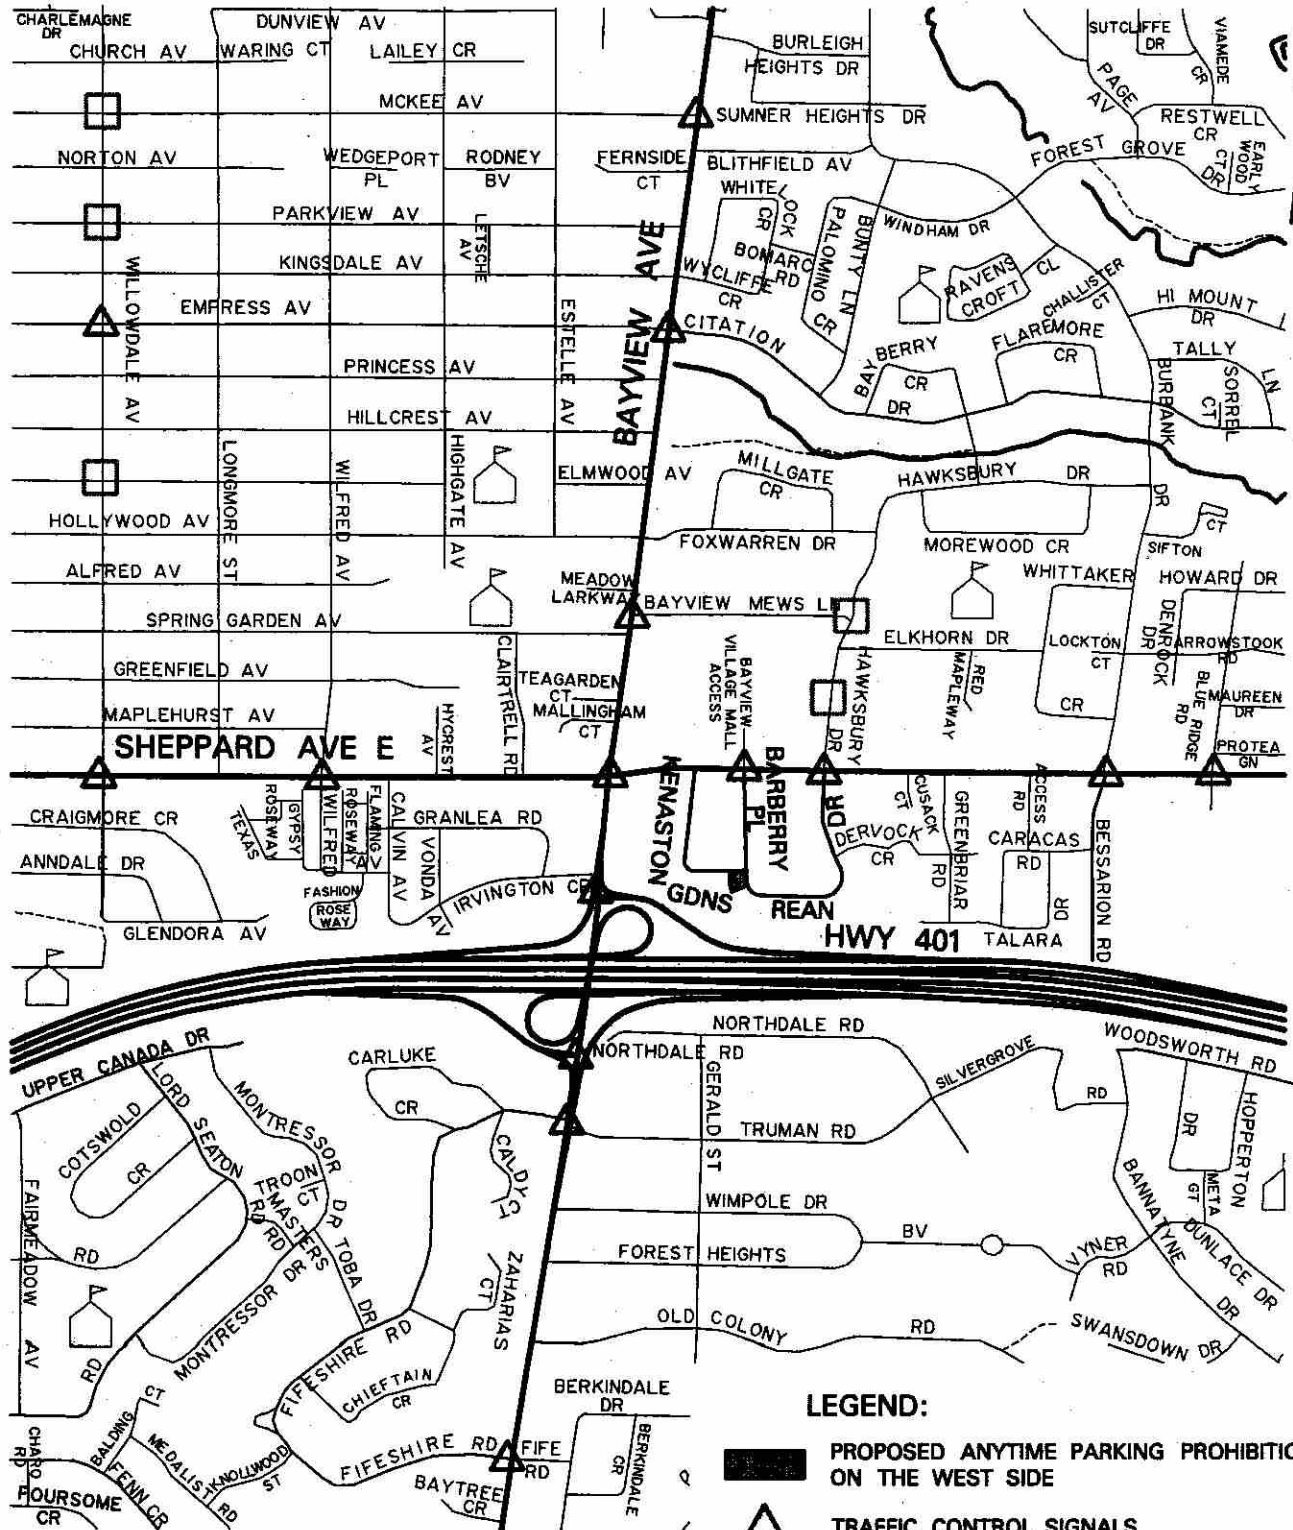 CHARLEMAGNE
DR
DUNVIEW AV
CHURCH AV
WARING CT
LAILEY CR
MCKEE AV
NORTON AV
WEDGEPORT
PL
RODNEY
BV
FERNSIDE
CT
PARKVIEW AV
LETSCHE
AV
KINGSDALE AV
EMPRESS AV
WILLOWDALE AV
PRINCESS AV
ESTELLE AV
HILLCREST AV
BAYVIEW AVE
LONGMORE ST
WILFRED AV
HIGHGATE AV
ELMWOOD AV
HOLLYWOOD AV
ALFRED AV
MEADOW
LARKWAY
SPRING GARDEN AV
GREENFIELD AV
CLAIRTRELL RD
TEAGARDEN
CT
MALLINGHAM
CT
MAPLEHURST AV
HYCREST
AV
SHEPPARD AVE E
BURLEIGH
HEIGHTS DR
SUMNER HEIGHTS DR
BLITHFIELD AV
WHITE
LOCK
CR
BOMARC
RD
WYCLIFFE
CR
PALOMINO CR
BUNTY LN
WINDHAM DR
CITATION
DR
SUTCLIFFE
DR
VIAMEDE
CR
PAGE
AV
RESTWELL
CR
FOREST GROVE
DR
EARLY
WOOD
CT
RAVENS
CROFT
CL
CHALLISTER
CT
HI MOUNT
DR
BAYBERRY
CR
FLAREMORE
CR
TALLY
LN
SORREL
CT
BURBANK
DR
MILLGATE
CR
HAWKSBURY DR
FOXWARREN DR
MOREWOOD CR
SIFTON
CT
WHITTAKER
CR
HOWARD DR
BAYVIEW MEWS L
ELKHORN DR
LOCKTON
CT
DENROCK
DR
ARROWSTOOK
RD
BAYVIEW
VILLAGE MALL
ACCESS
HAWKSBURY
DR
RED
MAPLEWAY
BLUE RIDGE
RD
MAUREEN
DR
PROTEA
GN
CRAIGMORE CR
ANNDALE DR
GLENDORA AV
TEXAS
ROSEWAY
GYPSY
WILFRED
ROSEWAY
FLAMING
AV
CALVIN AV
GRANLEA RD
VONDA
AV
FASHION
ROSE
WAY
IRVINGTON CR
KENASTON
GDNS
BARBERRY
PL
REAN
DR
DERVOCK
CR
CUSACK
CT
GREENBRIAR
RD
ACCESS
RD
CARACAS
RD
TALARA
DR
BESSARION RD
HWY 401
UPPER CANADA DR
LORD SEATON
RD
MONTRESSOR DR
COTSWOLD
CR
TROON
CT
MASTERS
RD
FAIRMEADOW AV
RD
MONTRESSOR DR
TOBA DR
RD
CARLUKE
CR
CALDY CT
ZAHARIAS
CT
FIFESHIRE RD
CHIEFTAIN
CR
BALDING
CT
MEDALIST RD
KNOLLWOOD
ST
FENN CR
CHARO
RD
FOURSOME
CR
FIFESHIRE RD
FIFE
RD
BAYTREE
CR
NORTHDALE RD
NORTHDALE RD
GERALD ST
TRUMAN RD
SILVERGROVE
RD
WOODSWORTH RD
HOPPERTON
DR
META
GT
WIMPOLE DR
FOREST HEIGHTS
BV
VYNER
RD
BANNATYNE
DR
DUNLACE DR
OLD COLONY RD
SWANSDOWN DR
BERKINDALE
DR
BERKINDALE
CR
LEGEND:
PROPOSED ANYTIME PARKING PROHIBITIO
ON THE WEST SIDE
TRAFFIC CONTROL SIGNALS